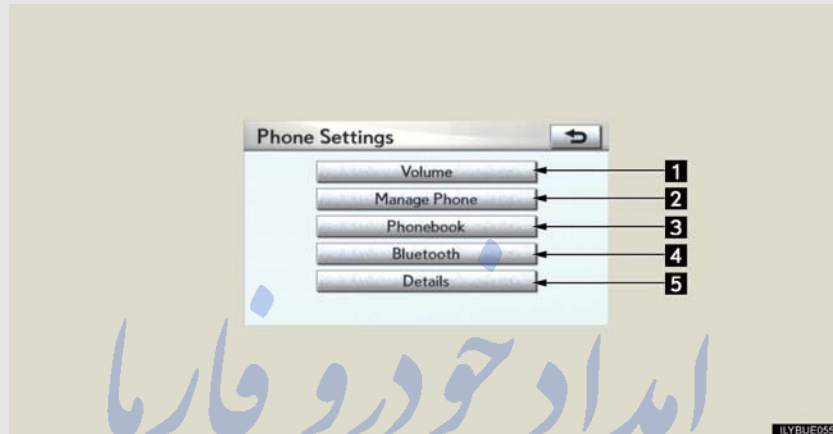 Phone Settings
Volume
1
Manage Phone
2
Phonebook
3
Bluetooth
4
Details
5
امداد خودرو فارما
ILYBUE055